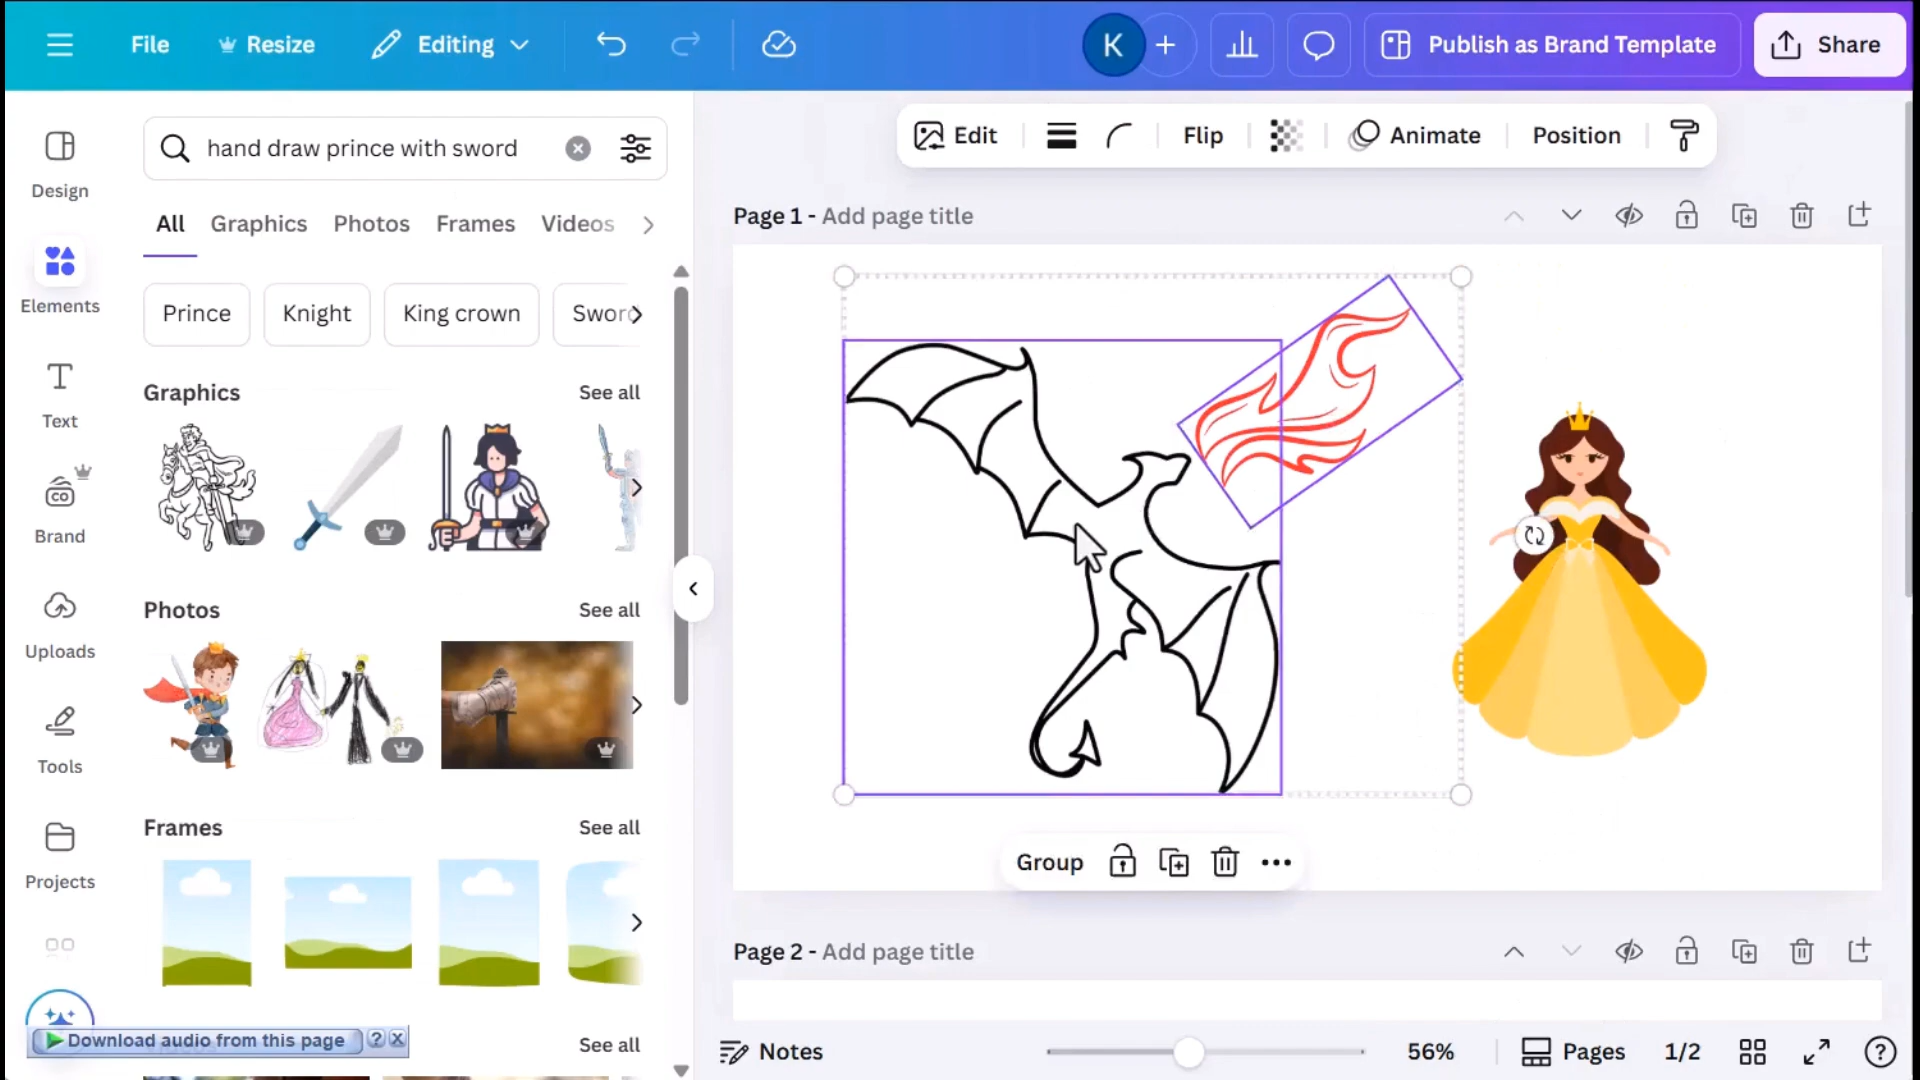 File
Resize
Editing
K
Publish as Brand Template
Share
Design
Elements
Text
Brand
Uploads
Tools
Projects
hand draw prince with sword
All
Graphics
Photos
Frames
Videos
Prince
Knight
King crown
Graphics
See all
Photos
See all
Frames
See all
See all
Download audio from this page
?
Edit
Flip
Animate
Position
Page 1 - Add page title
Group
Page 2 - Add page title
Notes
56%
Pages
1/2
?